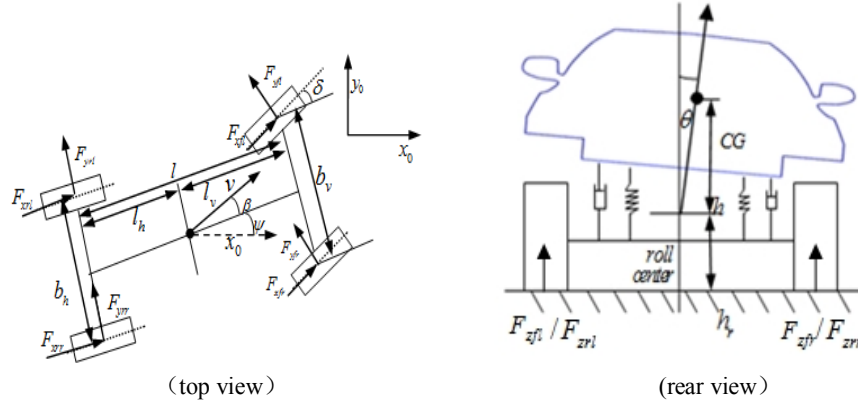 F_yfl
δ
F_xfl
y_0
x_0
F_yrl
F_xrl
l
l_v
l_h
v
β
ψ
x_0
b_v
b_h
F_yfr
F_xfr
F_yrr
F_xrr
(top view)
θ
CG
h
roll
center
h_r
F_zfl / F_zrl
F_zfr / F_zr
(rear view)